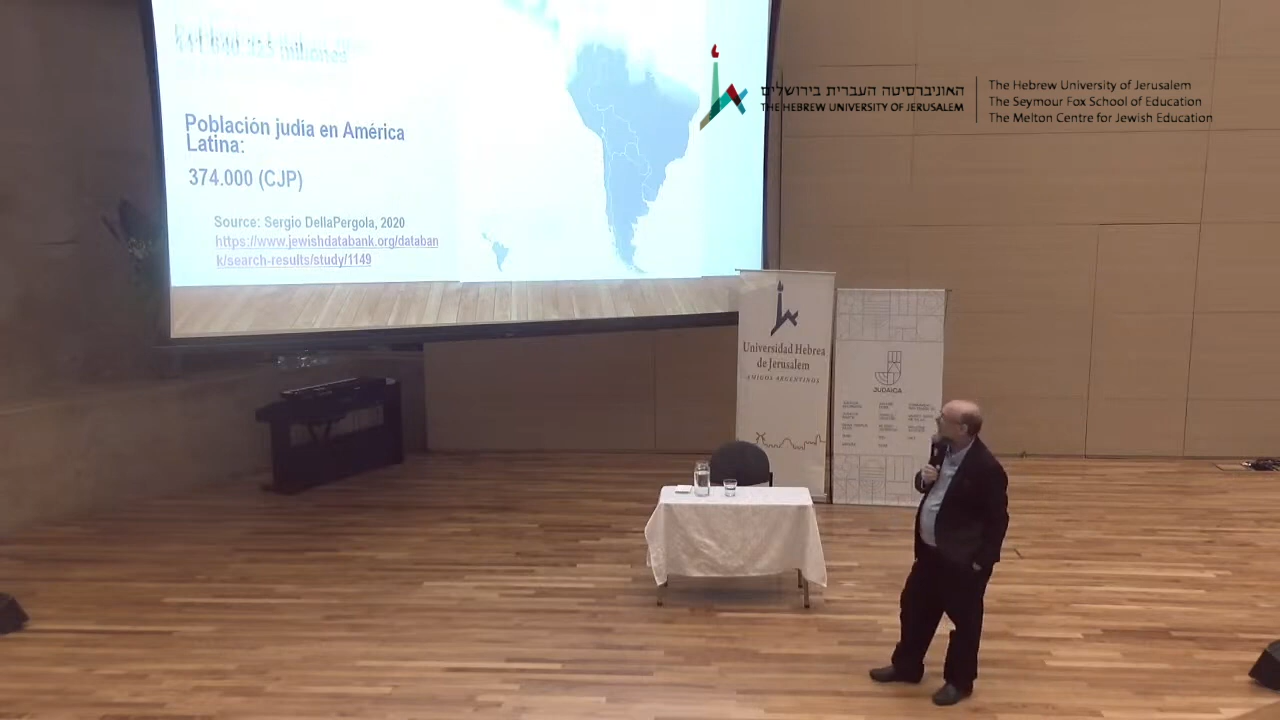 Población judía en América
Latina:
374.000 (CJP)
Source: Sergio DellaPergola, 2020
https://www.jewishdatabank.org/databan
k/search-results/study/1149
האוניברסיטה העברית בירושלים
THE HEBREW UNIVERSITY OF JERUSALEM
The Hebrew University of Jerusalem
The Seymour Fox School of Education
The Melton Centre for Jewish Education
Universidad Hebrea
de Jerusalem
AMIGOS ARGENTINOS
JUDAICA